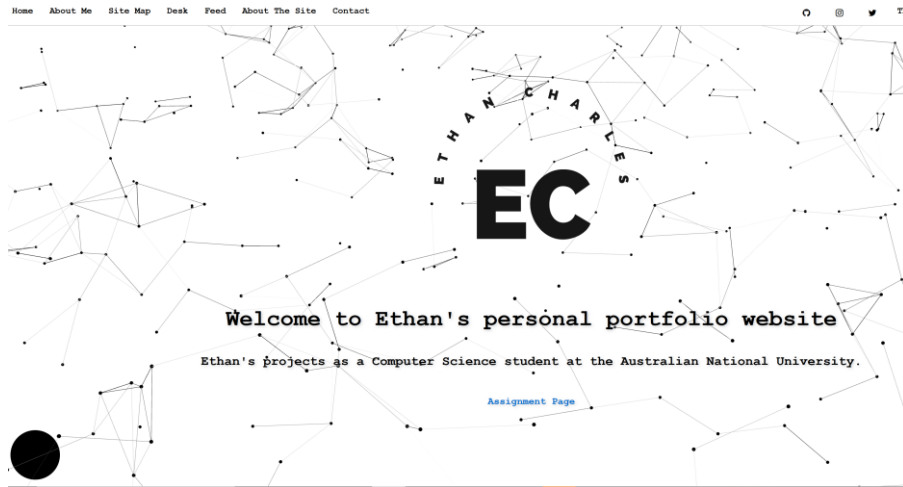 Home About Me Site Map Desk Feed About The Site Contact
ETHAN CHARLES
EC
Welcome to Ethan's personal portfolio website
Ethan's projects as a Computer Science student at the Australian National University.
Assignment Page